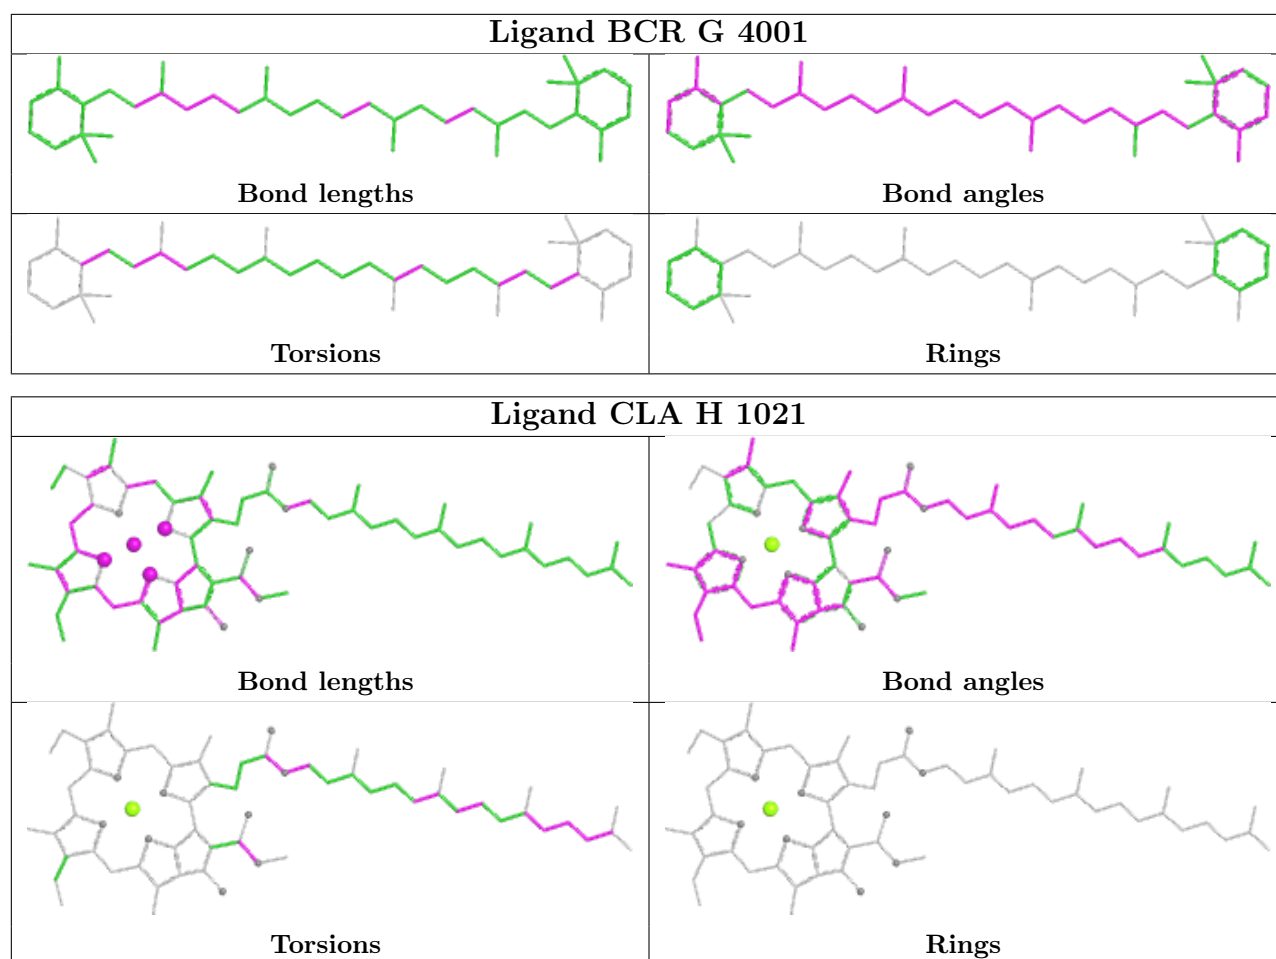 Ligand BCR G 4001
Bond lengths
Bond angles
Torsions
Rings
Ligand CLA H 1021
Bond lengths
Bond angles
Torsions
Rings